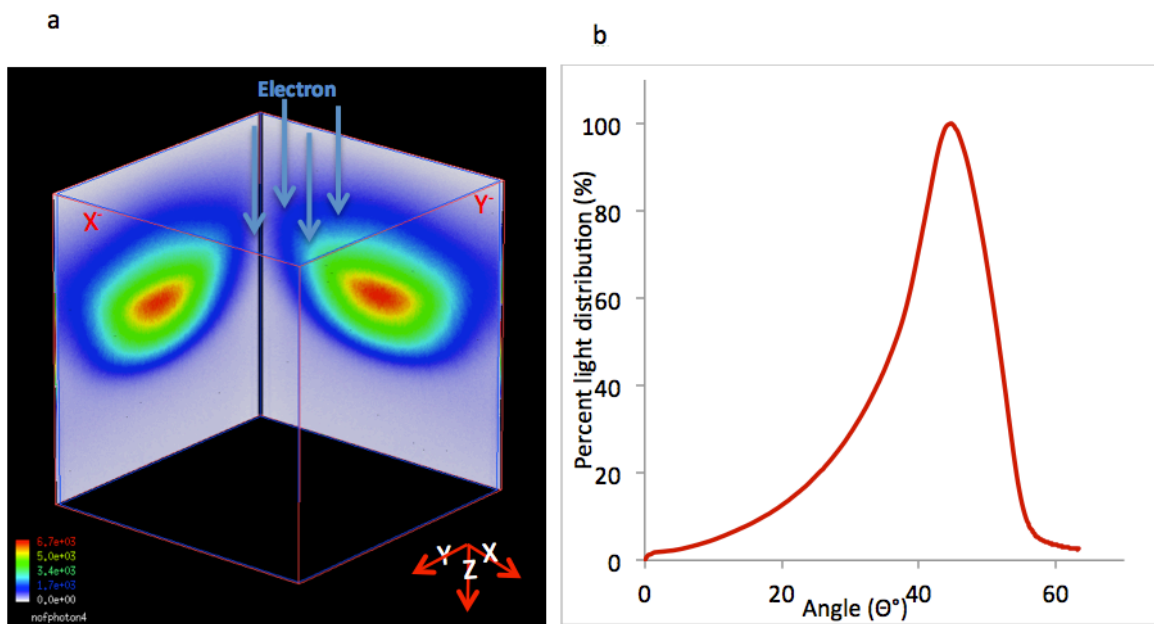 a
Electron
X-
Y-
6.7e+03
5.0e+03
3.4e+03
1.7e+03
0.0e+00
nofphoton4
Y
X
Z
b
Percent light distribution (%)
100
80
60
40
20
0
0
20
40
60
Angle (Θ°)